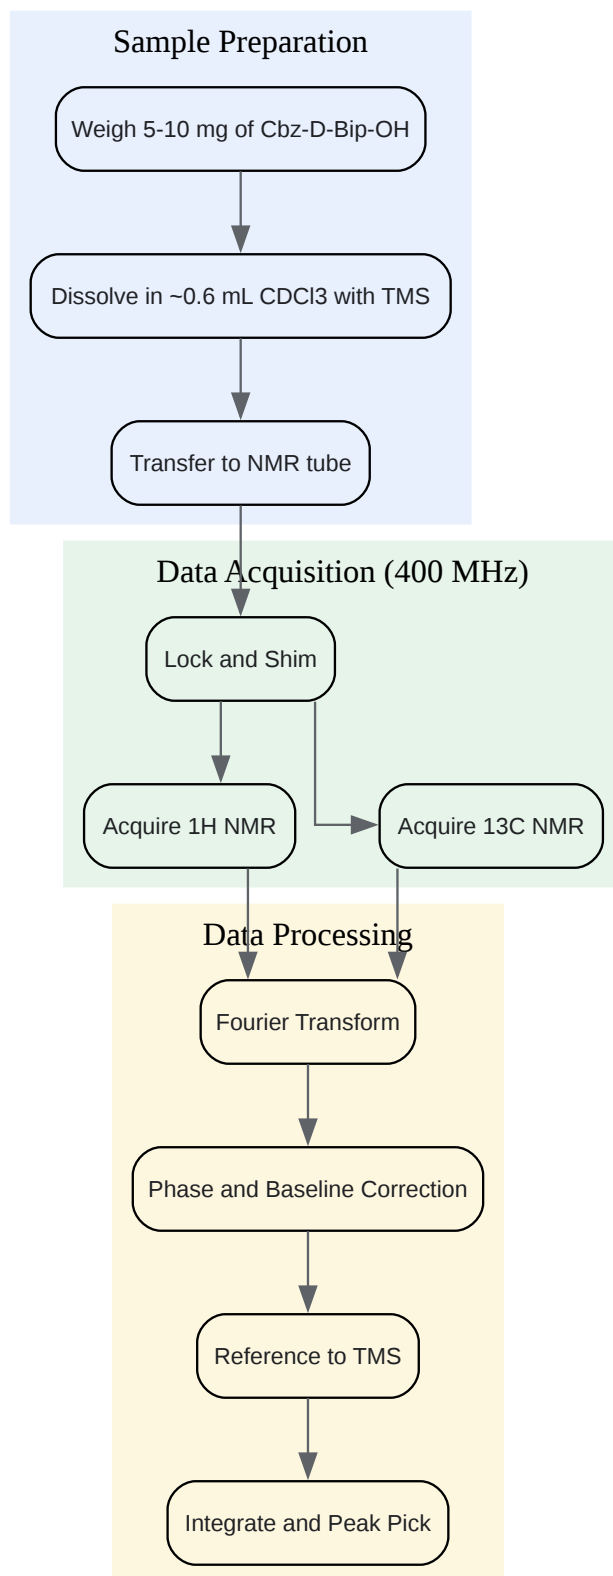 Sample Preparation
Weigh 5-10 mg of Cbz-D-Bip-OH
Dissolve in ~0.6 mL CDCl3 with TMS
Transfer to NMR tube
Data Acquisition (400 MHz)
Lock and Shim
Acquire 1H NMR
Acquire 13C NMR
Data Processing
Fourier Transform
Phase and Baseline Correction
Reference to TMS
Integrate and Peak Pick